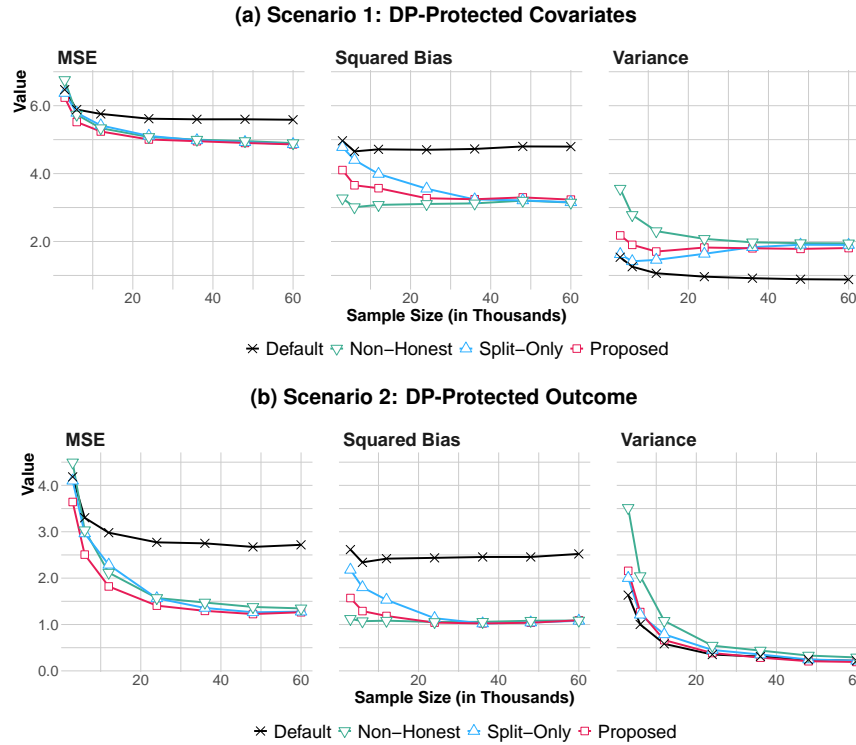 (a) Scenario 1: DP-Protected Covariates
MSE
Squared Bias
Variance
Value
6.0
4.0
2.0
20 40 60
20 40 60
20 40 60
Sample Size (in Thousands)
Default Non-Honest Split-Only Proposed
(b) Scenario 2: DP-Protected Outcome
MSE
Squared Bias
Variance
Value
4.0
3.0
2.0
1.0
0.0
20 40 60
20 40 60
20 40 60
Sample Size (in Thousands)
Default Non-Honest Split-Only Proposed